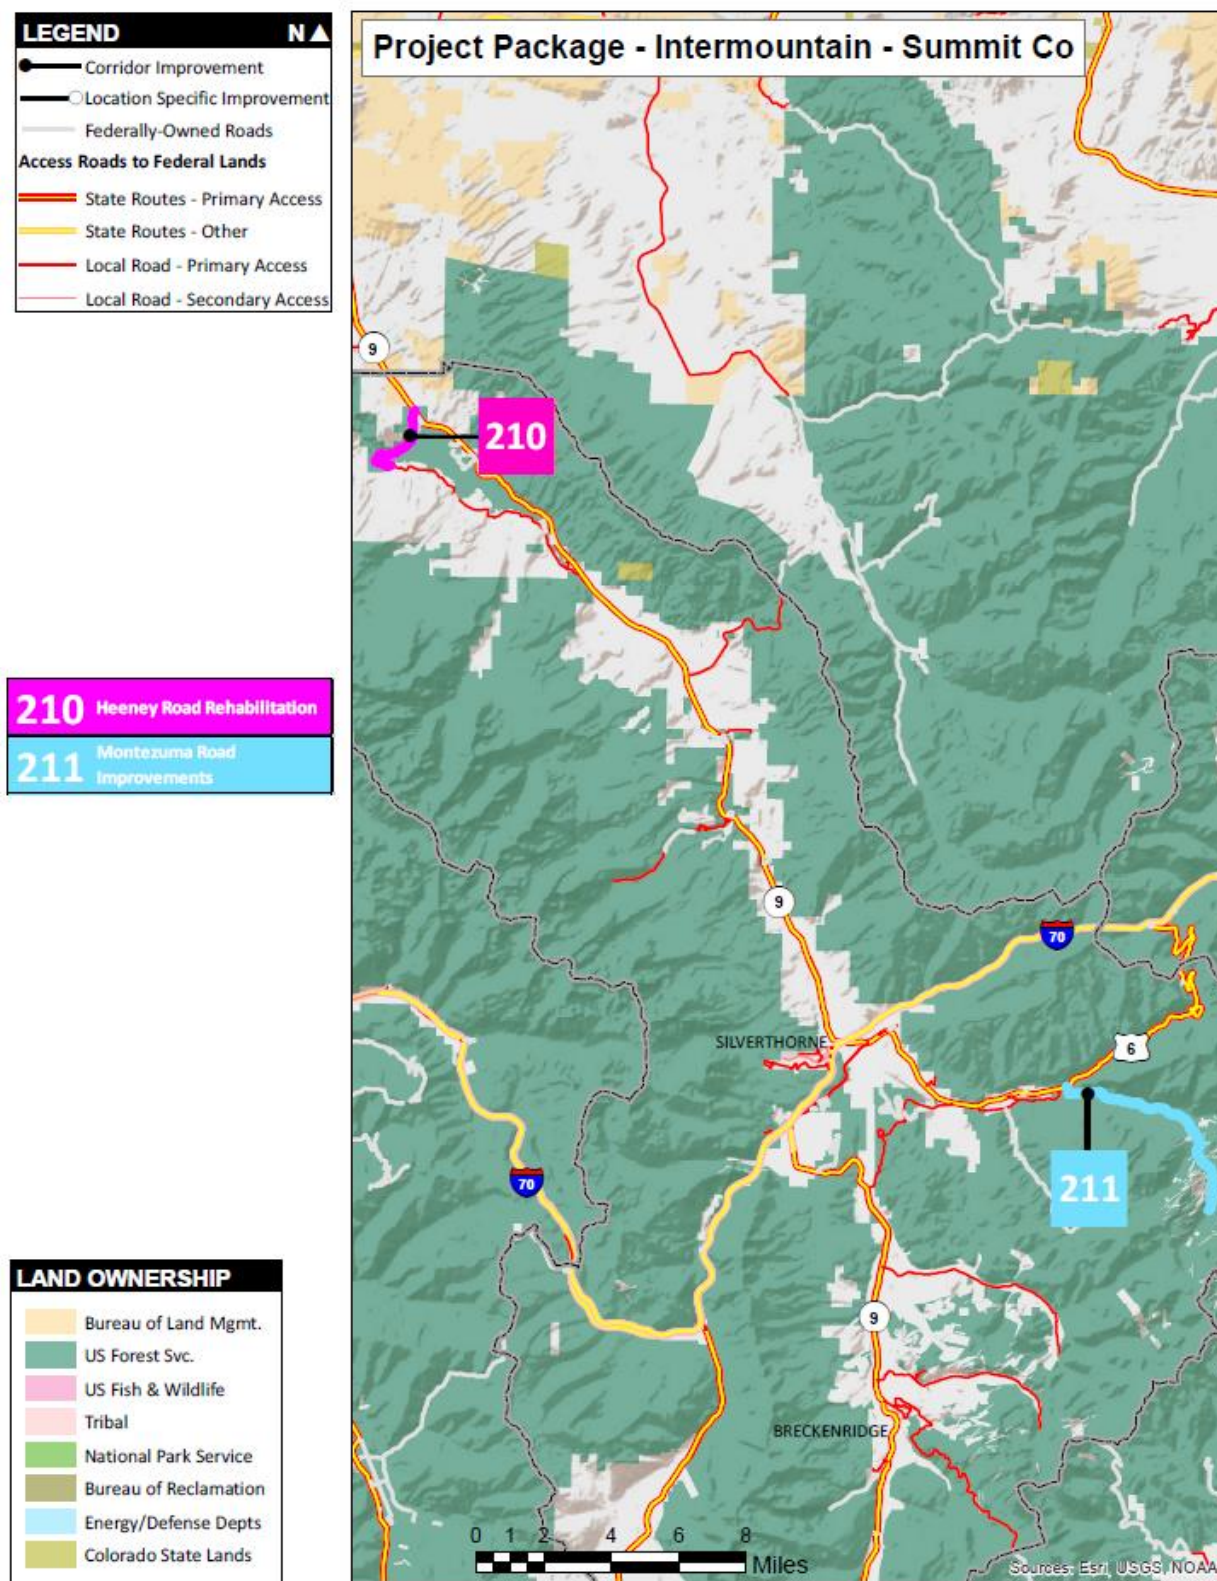 LEGEND N
Corridor Improvement
Location Specific Improvement
Federally-Owned Roads
Access Roads to Federal Lands
State Routes - Primary Access
State Routes - Other
Local Road - Primary Access
Local Road - Secondary Access
Project Package - Intermountain - Summit Co
9
210
210 Heeney Road Rehabilitation
211 Montezuma Road
Improvements
9
70
SILVERTHORNE
6
70
211
9
BRECKENRIDGE
LAND OWNERSHIP
Bureau of Land Mgmt.
US Forest Svc.
US Fish & Wildlife
Tribal
National Park Service
Bureau of Reclamation
Energy/Defense Depts
Colorado State Lands
0 1 2 4 6 8
Miles
Sources: Esri, USGS, NOAA